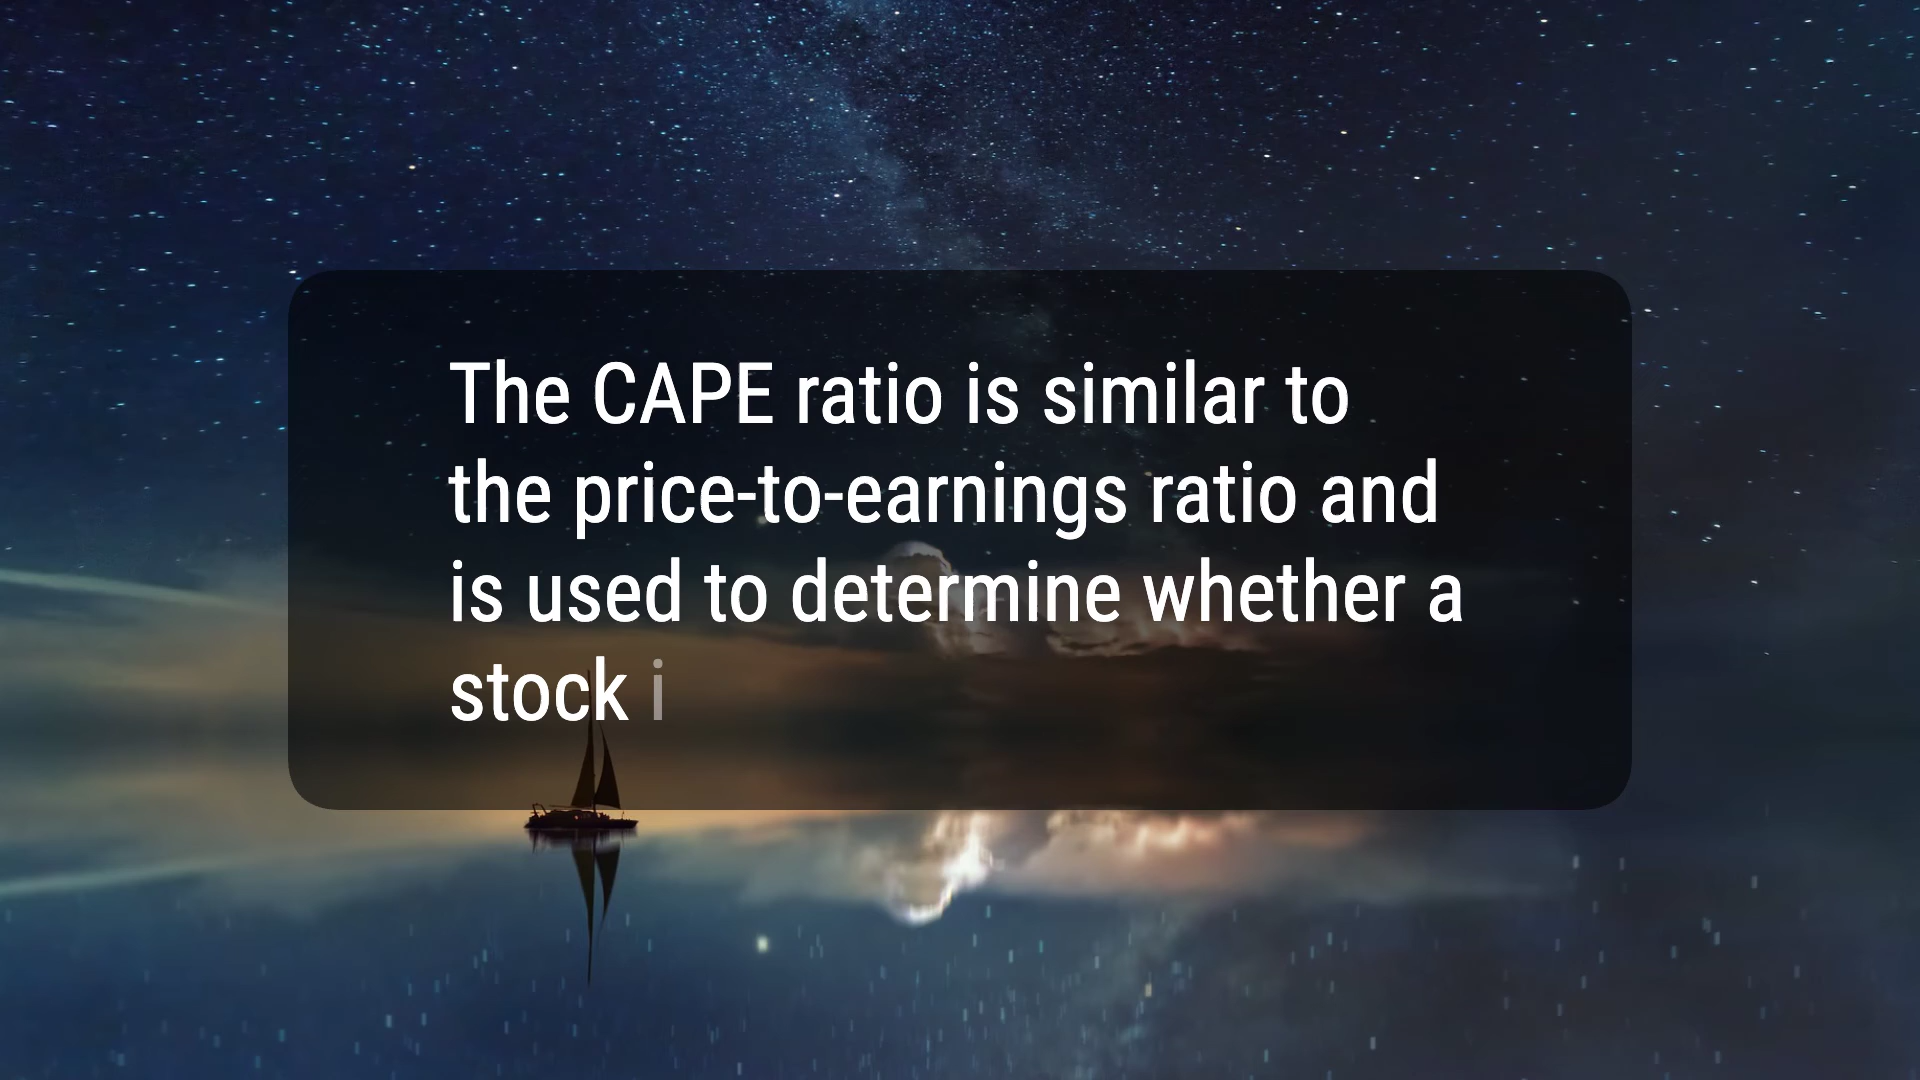 The CAPE ratio is similar to
the price-to-earnings ratio and
is used to determine whether a
stock i